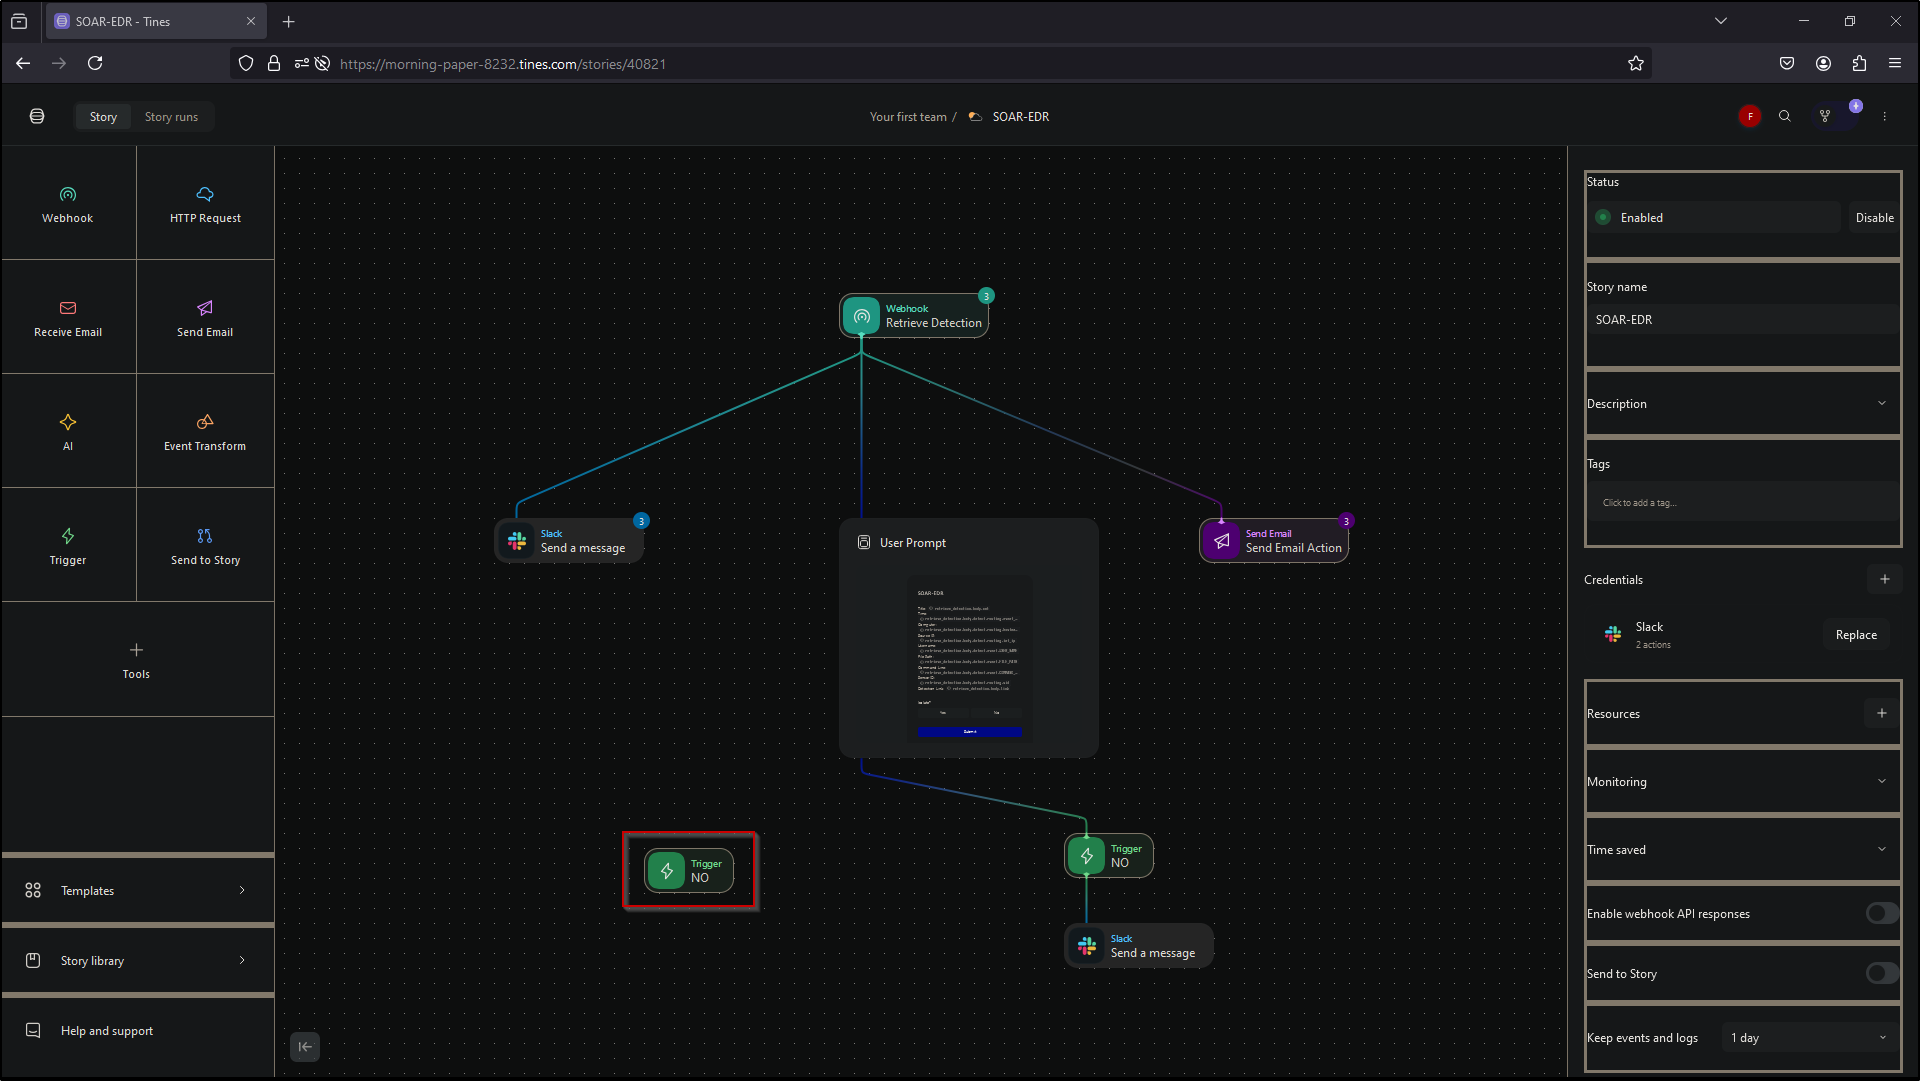 SOAR-EDR - Tines
https://morning-paper-8232.tines.com/stories/40821
Story
Story runs
Your first team /
SOAR-EDR
F
Webhook
HTTP Request
Receive Email
Send Email
AI
Event Transform
Trigger
Send to Story
Tools
Templates
Story library
Help and support
3
Webhook
Retrieve Detection
3
Slack
Send a message
User Prompt
SOAR-EDR
Submit
3
Send Email
Send Email Action
Trigger
NO
Trigger
NO
Slack
Send a message
Status
Enabled
Disable
Story name
SOAR-EDR
Description
Tags
Click to add a tag...
Credentials
Slack
2 actions
Replace
Resources
Monitoring
Time saved
Enable webhook API responses
Send to Story
Keep events and logs
1 day